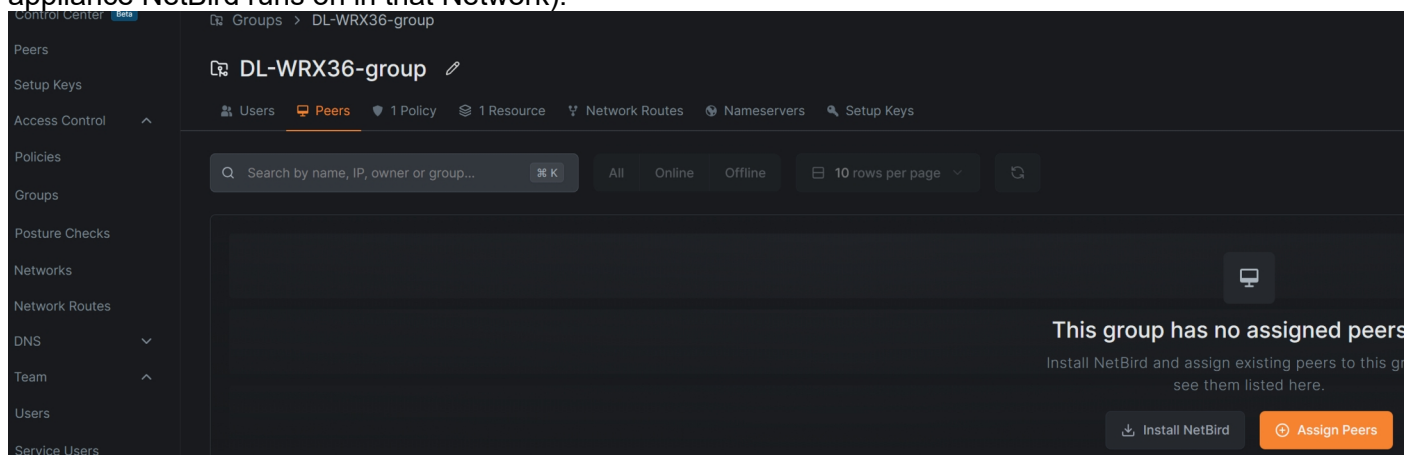 appliance NetBird runs on in that Network).
Control Center Beta
Groups > DL-WRX36-group
Peers
DL-WRX36-group
Setup Keys
Users Peers 1 Policy 1 Resource Network Routes Nameservers Setup Keys
Access Control
Policies
Search by name, IP, owner or group... ⌘ K All Online Offline 10 rows per page
Groups
Posture Checks
Networks
Network Routes
This group has no assigned peers
DNS
Install NetBird and assign existing peers to this gr
Team
see them listed here.
Users
Install NetBird Assign Peers
Service Users